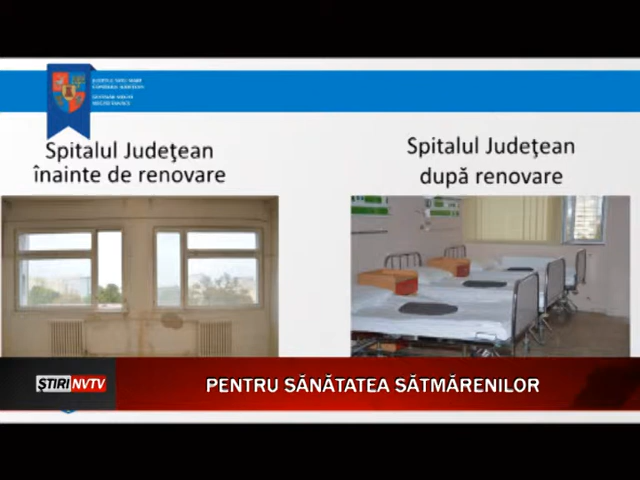 Spitalul Judeţean
înainte de renovare
Spitalul Judeţean
după renovare
ŞTIRI NVTV
PENTRU SĂNĂTATEA SĂTMĂRENILOR